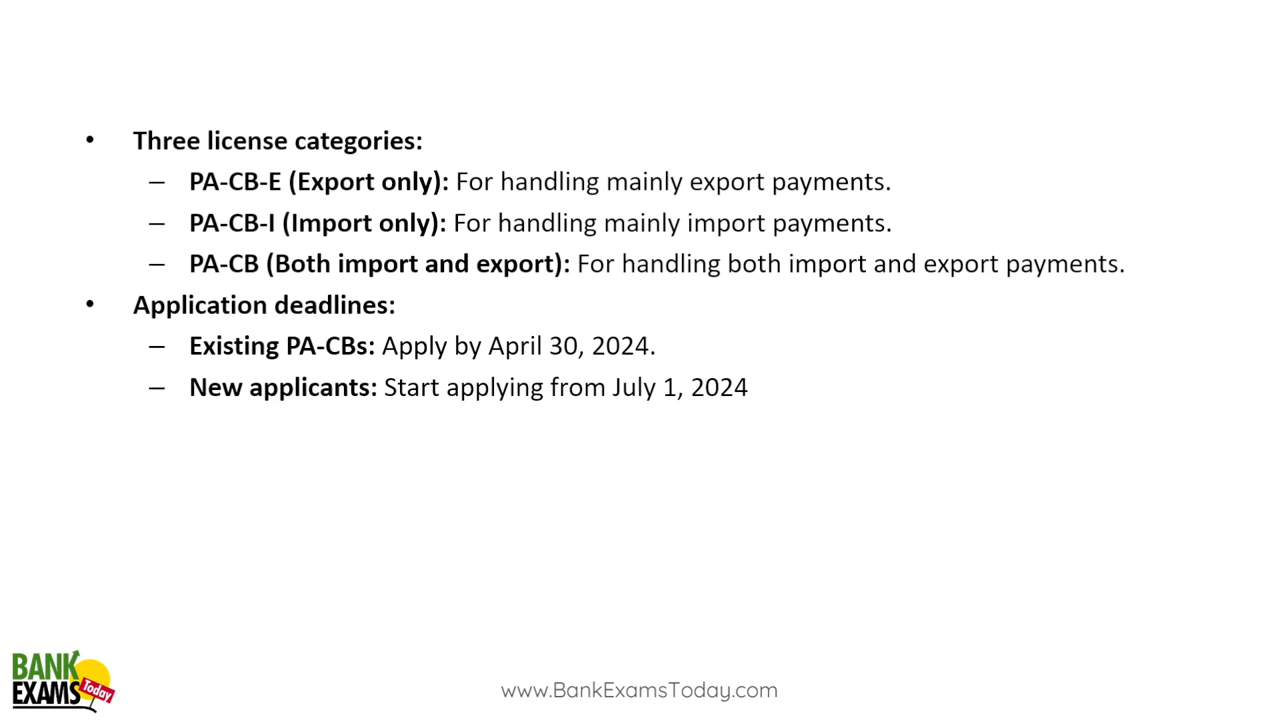 • Three license categories:
– PA-CB-E (Export only): For handling mainly export payments.
– PA-CB-I (Import only): For handling mainly import payments.
– PA-CB (Both import and export): For handling both import and export payments.
• Application deadlines:
– Existing PA-CBs: Apply by April 30, 2024.
– New applicants: Start applying from July 1, 2024
BANK
EXAMS Today
www.BankExamsToday.com